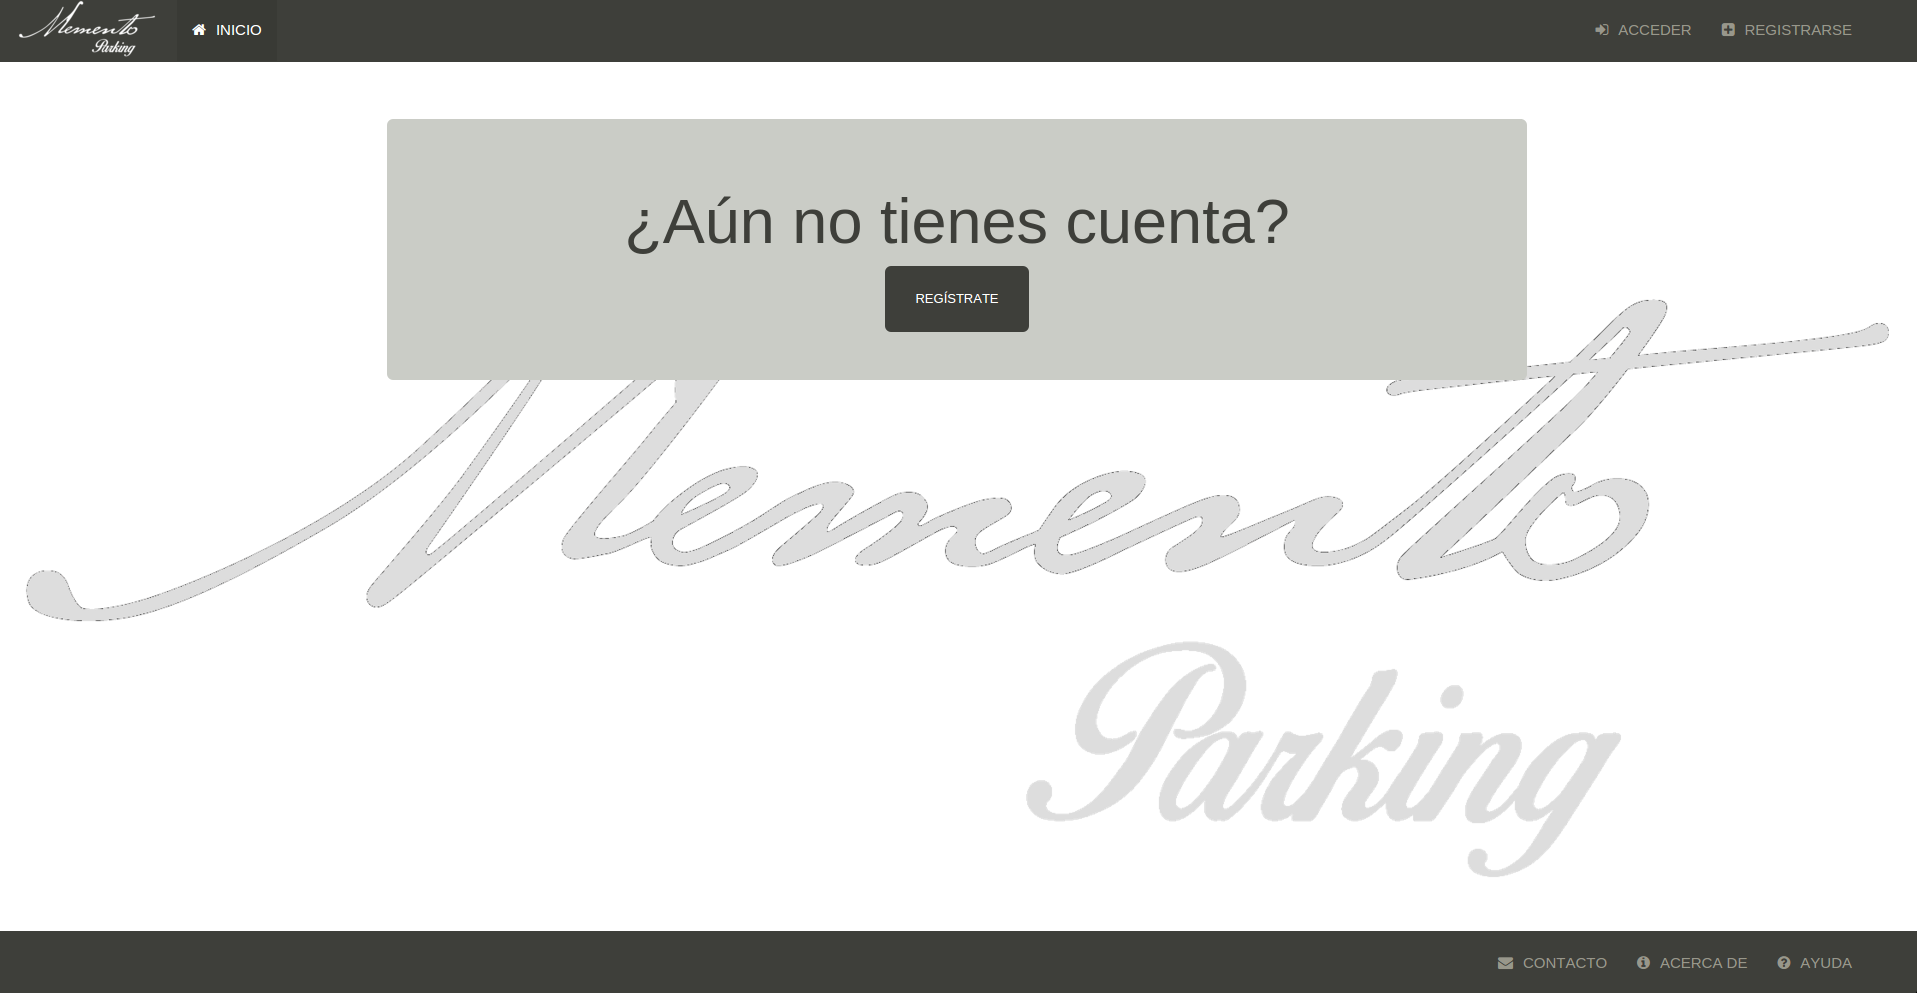 Memento
Parking
INICIO
ACCEDER
REGISTRARSE
¿Aún no tienes cuenta?
REGÍSTRATE
Memento
Parking
CONTACTO
ACERCA DE
AYUDA